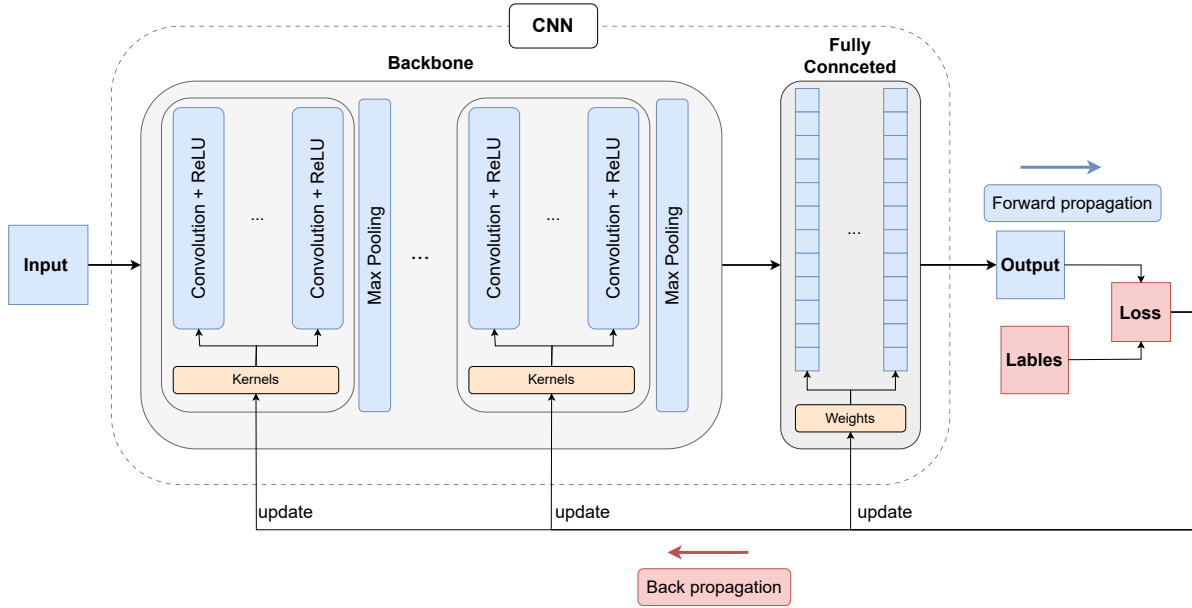 CNN
Backbone
Fully
Connceted
Convolution + ReLU
...
Convolution + ReLU
Max Pooling
...
Convolution + ReLU
...
Convolution + ReLU
Max Pooling
...
Kernels
Kernels
Weights
Input
Forward propagation
Output
Loss
Lables
update
update
update
Back propagation